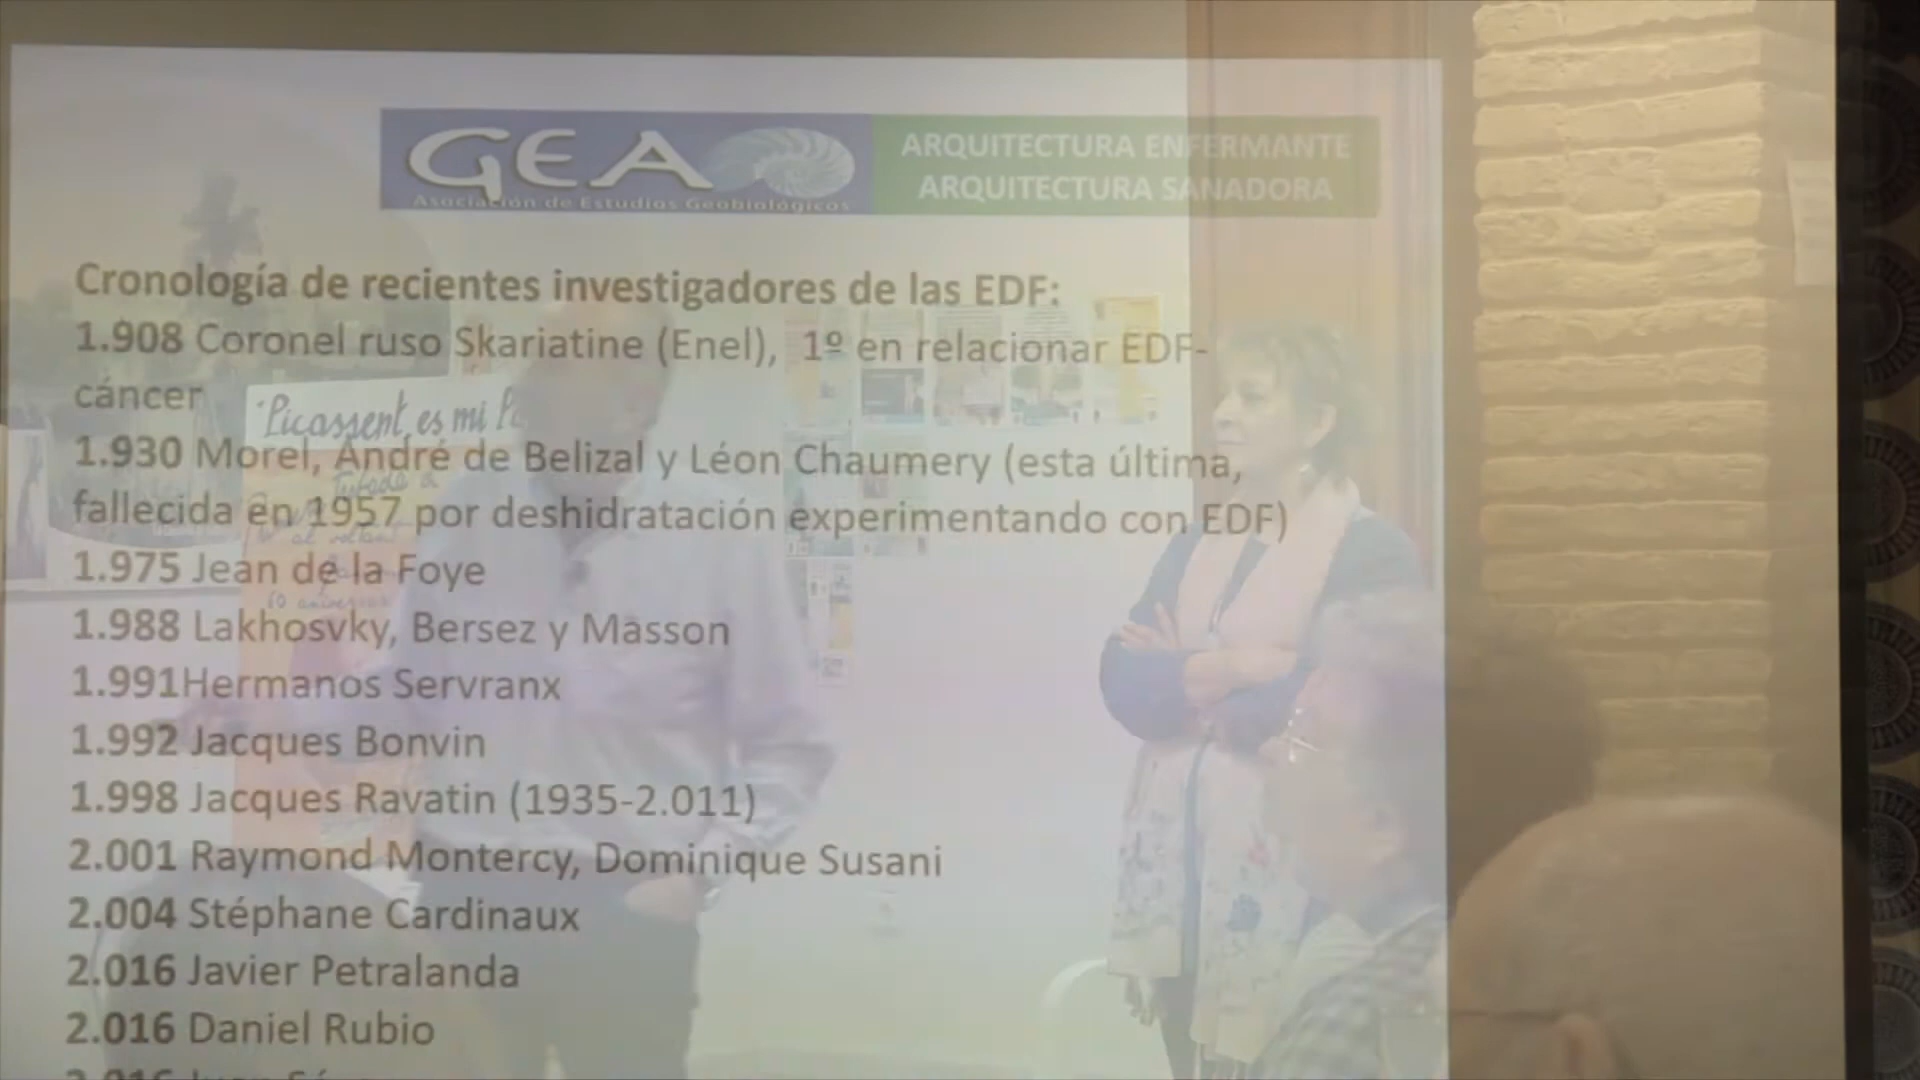 GEA
Asociación de Estudios Geobiológicos
ARQUITECTURA ENFERMANTE
ARQUITECTURA SANADORA
Cronología de recientes investigadores de las EDF:
1.908 Coronel ruso Skariatine (Enel), 1º en relacionar EDF-
cáncer
"Picassent, es mi
1.930 Morel, André de Belizal y Léon Chaumery (esta última,
fallecida en 1957 por deshidratación experimentando con EDF)
1.975 Jean de la Foye
1.988 Lakhosvky, Bersez y Masson
1.991Hermanos Servranx
1.992 Jacques Bonvin
1.998 Jacques Ravatin (1935-2.011)
2.001 Raymond Montercy, Dominique Susani
2.004 Stéphane Cardinaux
2.016 Javier Petralanda
2.016 Daniel Rubio